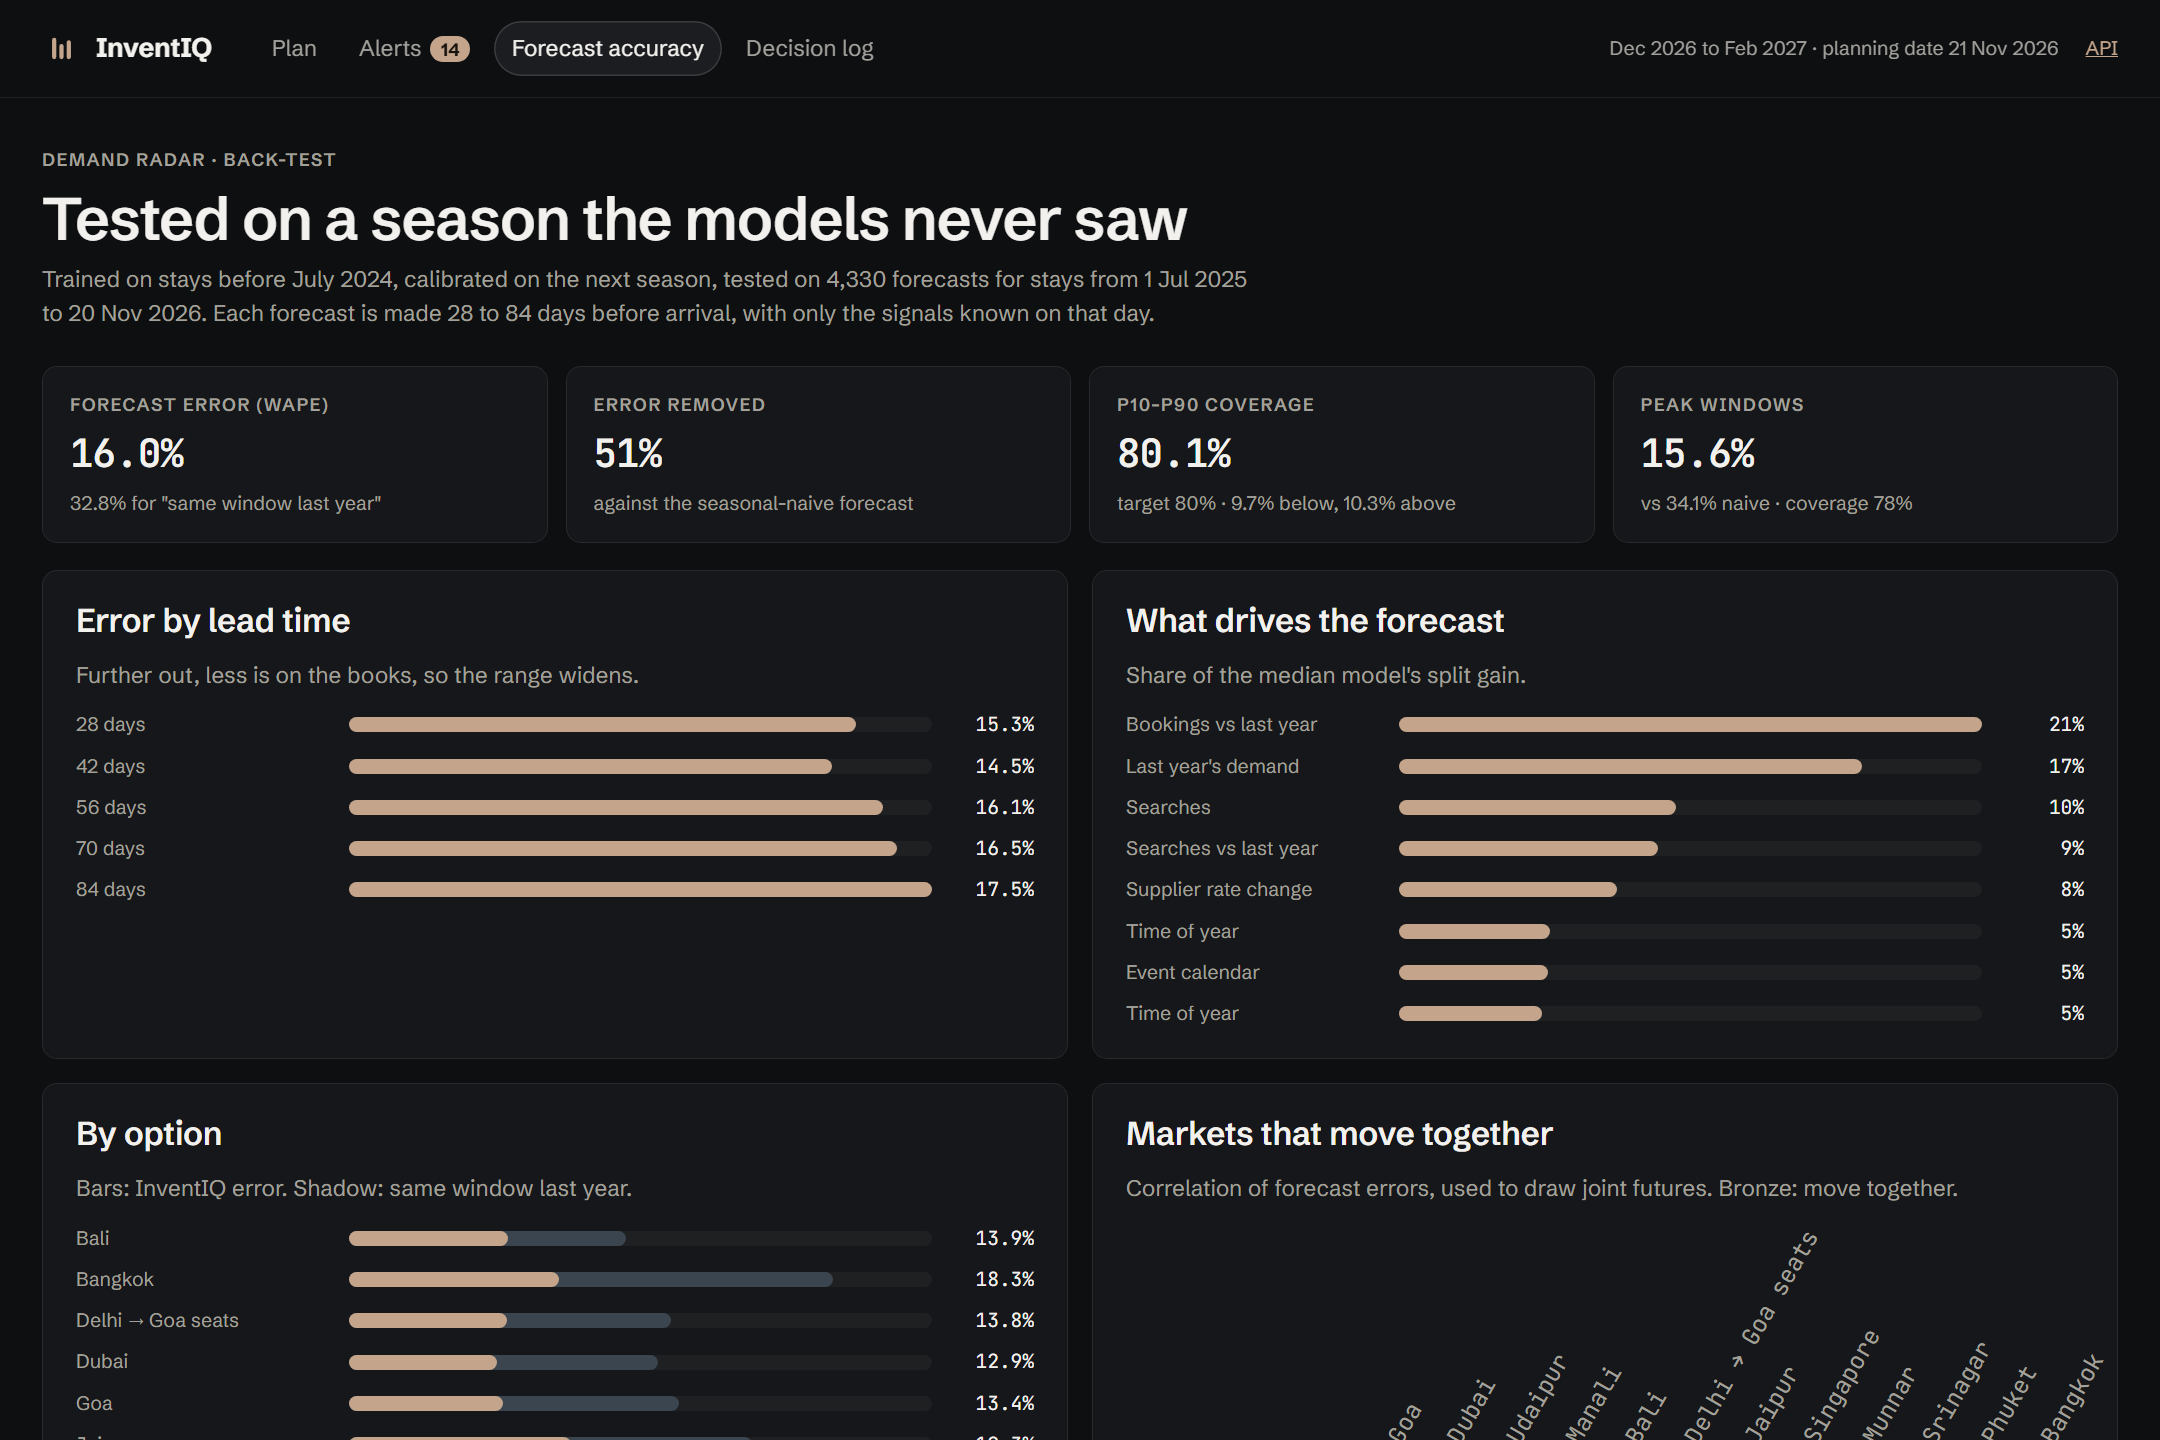 InventIQ
Plan
Alerts 14
Forecast accuracy
Decision log
Dec 2026 to Feb 2027 · planning date 21 Nov 2026
API
DEMAND RADAR · BACK-TEST
Tested on a season the models never saw
Trained on stays before July 2024, calibrated on the next season, tested on 4,330 forecasts for stays from 1 Jul 2025
to 20 Nov 2026. Each forecast is made 28 to 84 days before arrival, with only the signals known on that day.
FORECAST ERROR (WAPE)
16.0%
32.8% for "same window last year"
ERROR REMOVED
51%
against the seasonal-naive forecast
P10–P90 COVERAGE
80.1%
target 80% · 9.7% below, 10.3% above
PEAK WINDOWS
15.6%
vs 34.1% naive · coverage 78%
Error by lead time
Further out, less is on the books, so the range widens.
28 days 15.3%
42 days 14.5%
56 days 16.1%
70 days 16.5%
84 days 17.5%
What drives the forecast
Share of the median model's split gain.
Bookings vs last year 21%
Last year's demand 17%
Searches 10%
Searches vs last year 9%
Supplier rate change 8%
Time of year 5%
Event calendar 5%
Time of year 5%
By option
Bars: InventIQ error. Shadow: same window last year.
Bali 13.9%
Bangkok 18.3%
Delhi → Goa seats 13.8%
Dubai 12.9%
Goa 13.4%
Markets that move together
Correlation of forecast errors, used to draw joint futures. Bronze: move together.
Goa
Dubai
Udaipur
Manali
Bali
Delhi → Goa seats
Jaipur
Singapore
Munnar
Srinagar
Phuket
Bangkok